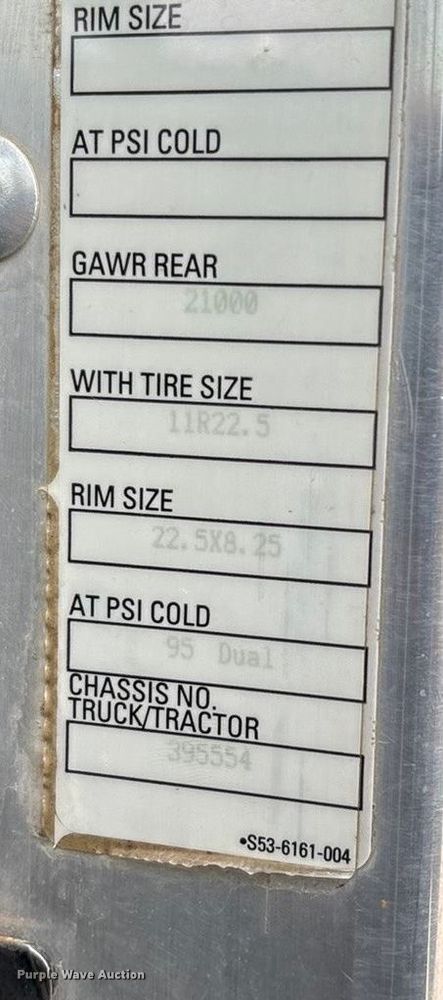 RIM SIZE
AT PSI COLD
GAWR REAR
21000
WITH TIRE SIZE
11R22.5
RIM SIZE
22.5X8.25
AT PSI COLD
95 Dual
CHASSIS NO.
TRUCK/TRACTOR
395554
•S53-6161-004
Purple Wave Auction